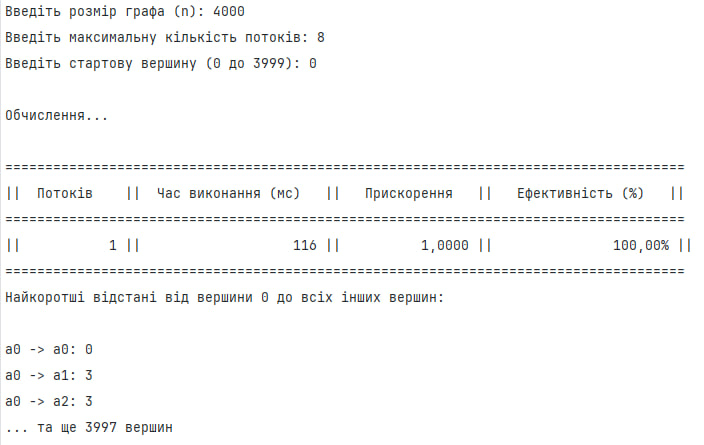 Введіть розмір графа (n): 4000
Введіть максимальну кількість потоків: 8
Введіть стартову вершину (0 до 3999): 0
Обчислення...
=====================================================================================
||  Потоків    ||  Час виконання (мс)   ||   Прискорення   ||   Ефективність (%)   ||
=====================================================================================
||           1 ||                   116 ||          1,0000 ||               100,00% ||
=====================================================================================
Найкоротші відстані від вершини 0 до всіх інших вершин:
a0 -> a0: 0
a0 -> a1: 3
a0 -> a2: 3
... та ще 3997 вершин